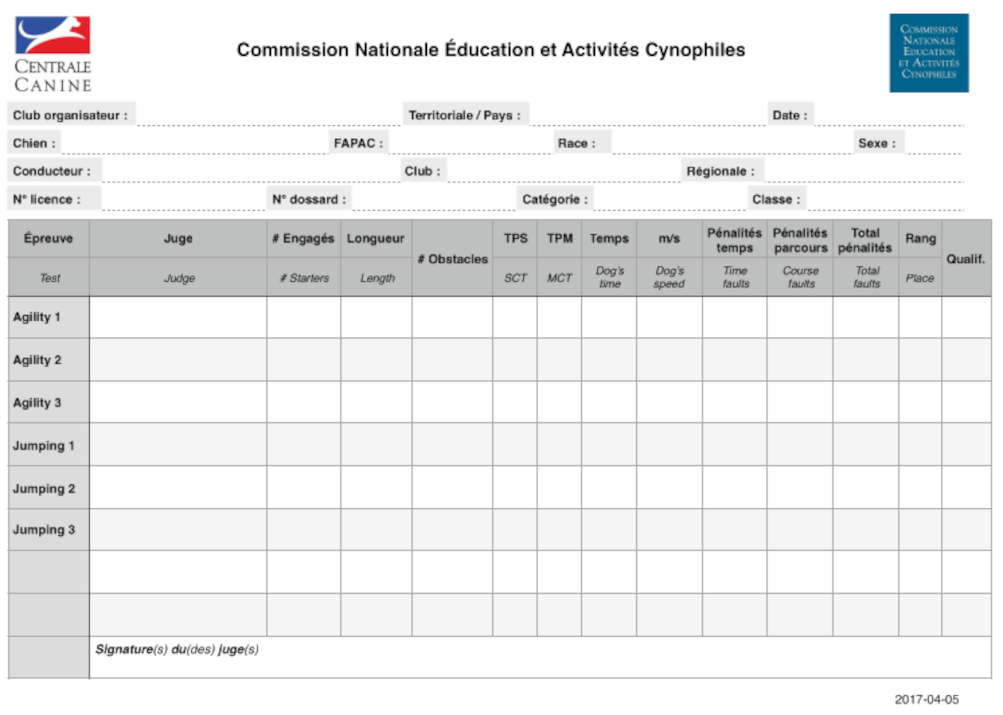 CENTRALE
CANINE
Commission Nationale Éducation et Activités Cynophiles
COMMISSION
NATIONALE
EDUCATION
ET ACTIVITÉS
CYNOPHILES
Club organisateur : Territoriale / Pays : Date :
Chien : FAPAC : Race : Sexe :
Conducteur : Club : Régionale :
N° licence : N° dossard : Catégorie : Classe :
Épreuve Juge # Engagés Longueur # Obstacles TPS TPM Temps m/s Pénalités temps Pénalités parcours Total pénalités Rang Qualif.
Test Judge # Starters Length SCT MCT Dog's time Dog's speed Time faults Course faults Total faults Place
Agility 1
Agility 2
Agility 3
Jumping 1
Jumping 2
Jumping 3
Signature(s) du(des) juge(s)
2017-04-05